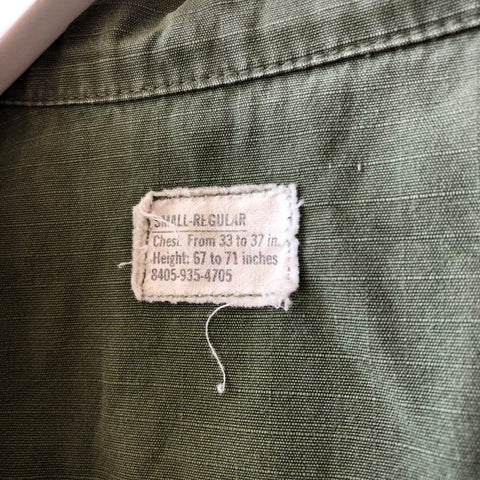 SMALL-REGULAR
Chest: From 33 to 37 in.
Height: 67 to 71 inches
8405-935-4705